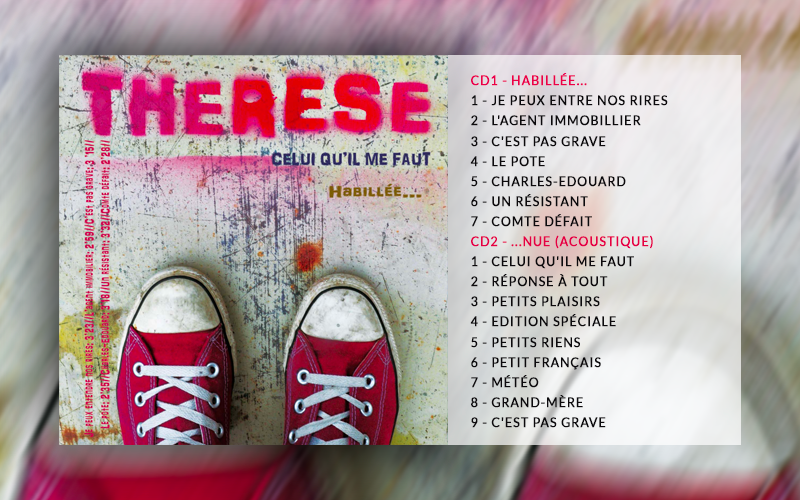 THERESE
CELUI QU'IL ME FAUT
HABILLÉE...
JE PEUX ENTENDRE NOS RIRES: 3'23//L'AGENT IMMOBILIER: 2'59//C'EST PAS GRAVE: 3'15//
LE POTE: 2'35//CHARLES-EDOUARD: 3'18//UN RÉSISTANT: 3'32//COMTE DÉFAIT: 2'28//
CD1 - HABILLÉE...
1 - JE PEUX ENTRE NOS RIRES
2 - L'AGENT IMMOBILLIER
3 - C'EST PAS GRAVE
4 - LE POTE
5 - CHARLES-EDOUARD
6 - UN RÉSISTANT
7 - COMTE DÉFAIT
CD2 - ...NUE (ACOUSTIQUE)
1 - CELUI QU'IL ME FAUT
2 - RÉPONSE À TOUT
3 - PETITS PLAISIRS
4 - EDITION SPÉCIALE
5 - PETITS RIENS
6 - PETIT FRANÇAIS
7 - MÉTÉO
8 - GRAND-MÈRE
9 - C'EST PAS GRAVE